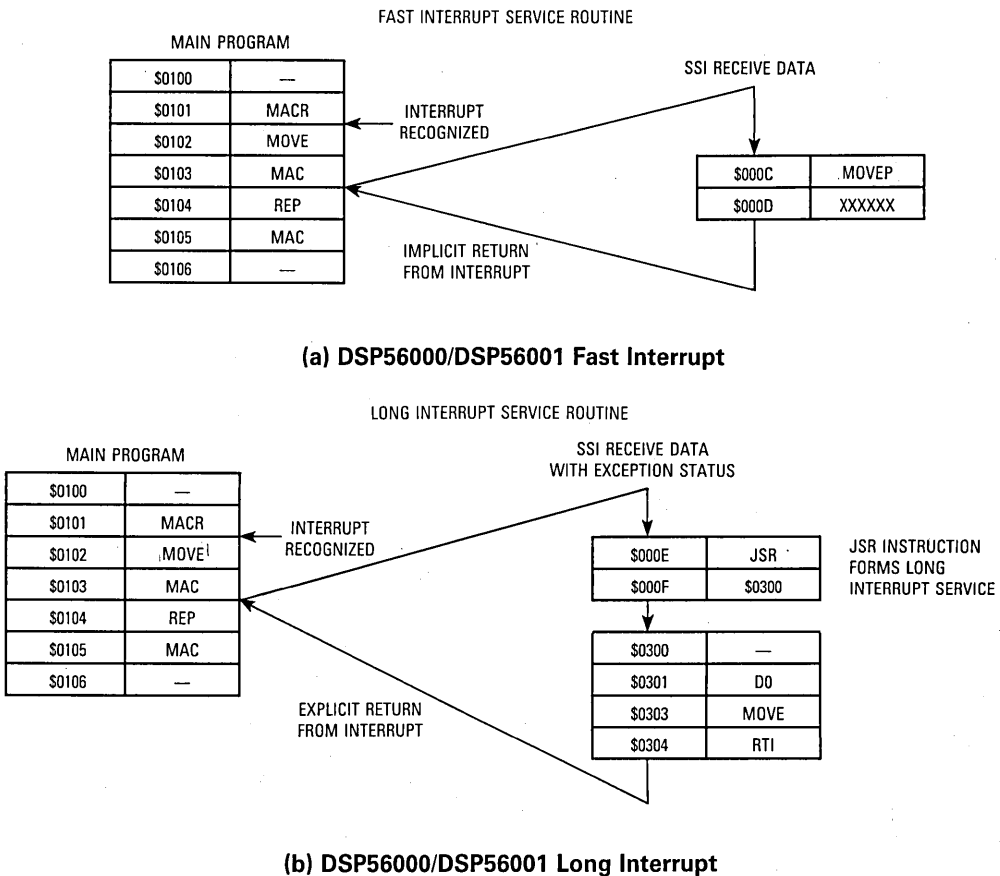 FAST INTERRUPT SERVICE ROUTINE
MAIN PROGRAM
$0100 —
$0101 MACR
$0102 MOVE
$0103 MAC
$0104 REP
$0105 MAC
$0106 —
INTERRUPT
RECOGNIZED
SSI RECEIVE DATA
$000C MOVEP
$000D XXXXXX
IMPLICIT RETURN
FROM INTERRUPT
(a) DSP56000/DSP56001 Fast Interrupt
LONG INTERRUPT SERVICE ROUTINE
MAIN PROGRAM
$0100 —
$0101 MACR
$0102 MOVE
$0103 MAC
$0104 REP
$0105 MAC
$0106 —
INTERRUPT
RECOGNIZED
SSI RECEIVE DATA
WITH EXCEPTION STATUS
$000E JSR
$000F $0300
JSR INSTRUCTION
FORMS LONG
INTERRUPT SERVICE
$0300 —
$0301 DO
$0303 MOVE
$0304 RTI
EXPLICIT RETURN
FROM INTERRUPT
(b) DSP56000/DSP56001 Long Interrupt